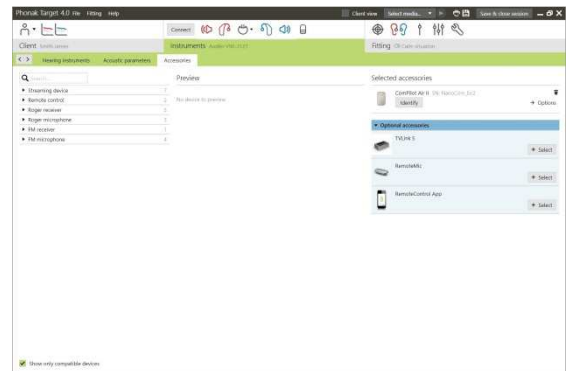 Phonak Target 4.0 File Fitting Help
Client view Select media... Save & close session
Connect
Client
Instruments
Fitting
Hearing instruments Acoustic parameters Accessories
Search...
Preview
Selected accessories
Streaming device
Remote control
Roger receiver
Roger microphone
FM receiver
FM microphone
No device to preview
ComPilot Air II
Identify
Options
Optional accessories
TVLink S
Select
RemoteMic
Select
RemoteControl App
Select
Show only compatible devices